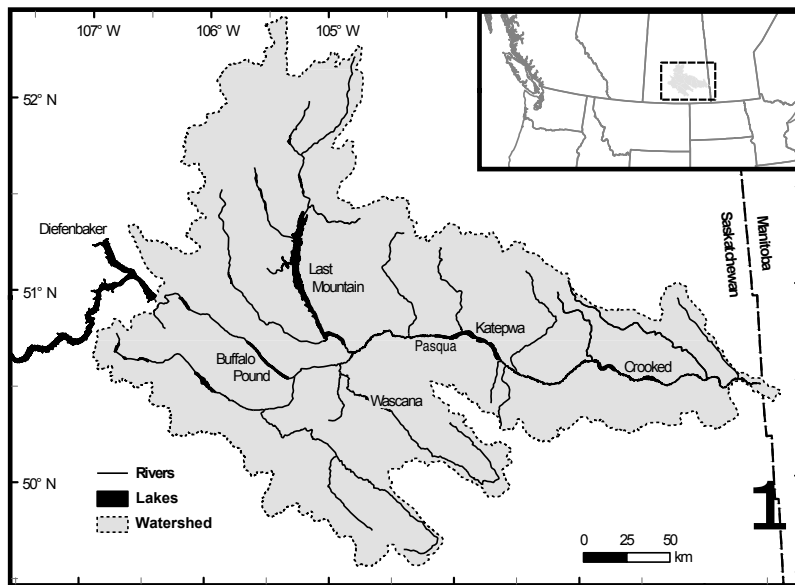 107° W
106° W
105° W
52° N
Diefenbaker
Saskatchewan
Manitoba
Last
Mountain
51° N
Katepwa
Pasqua
Buffalo
Pound
Crooked
Wascana
50° N
Rivers
Lakes
Watershed
0 25 50
km
1